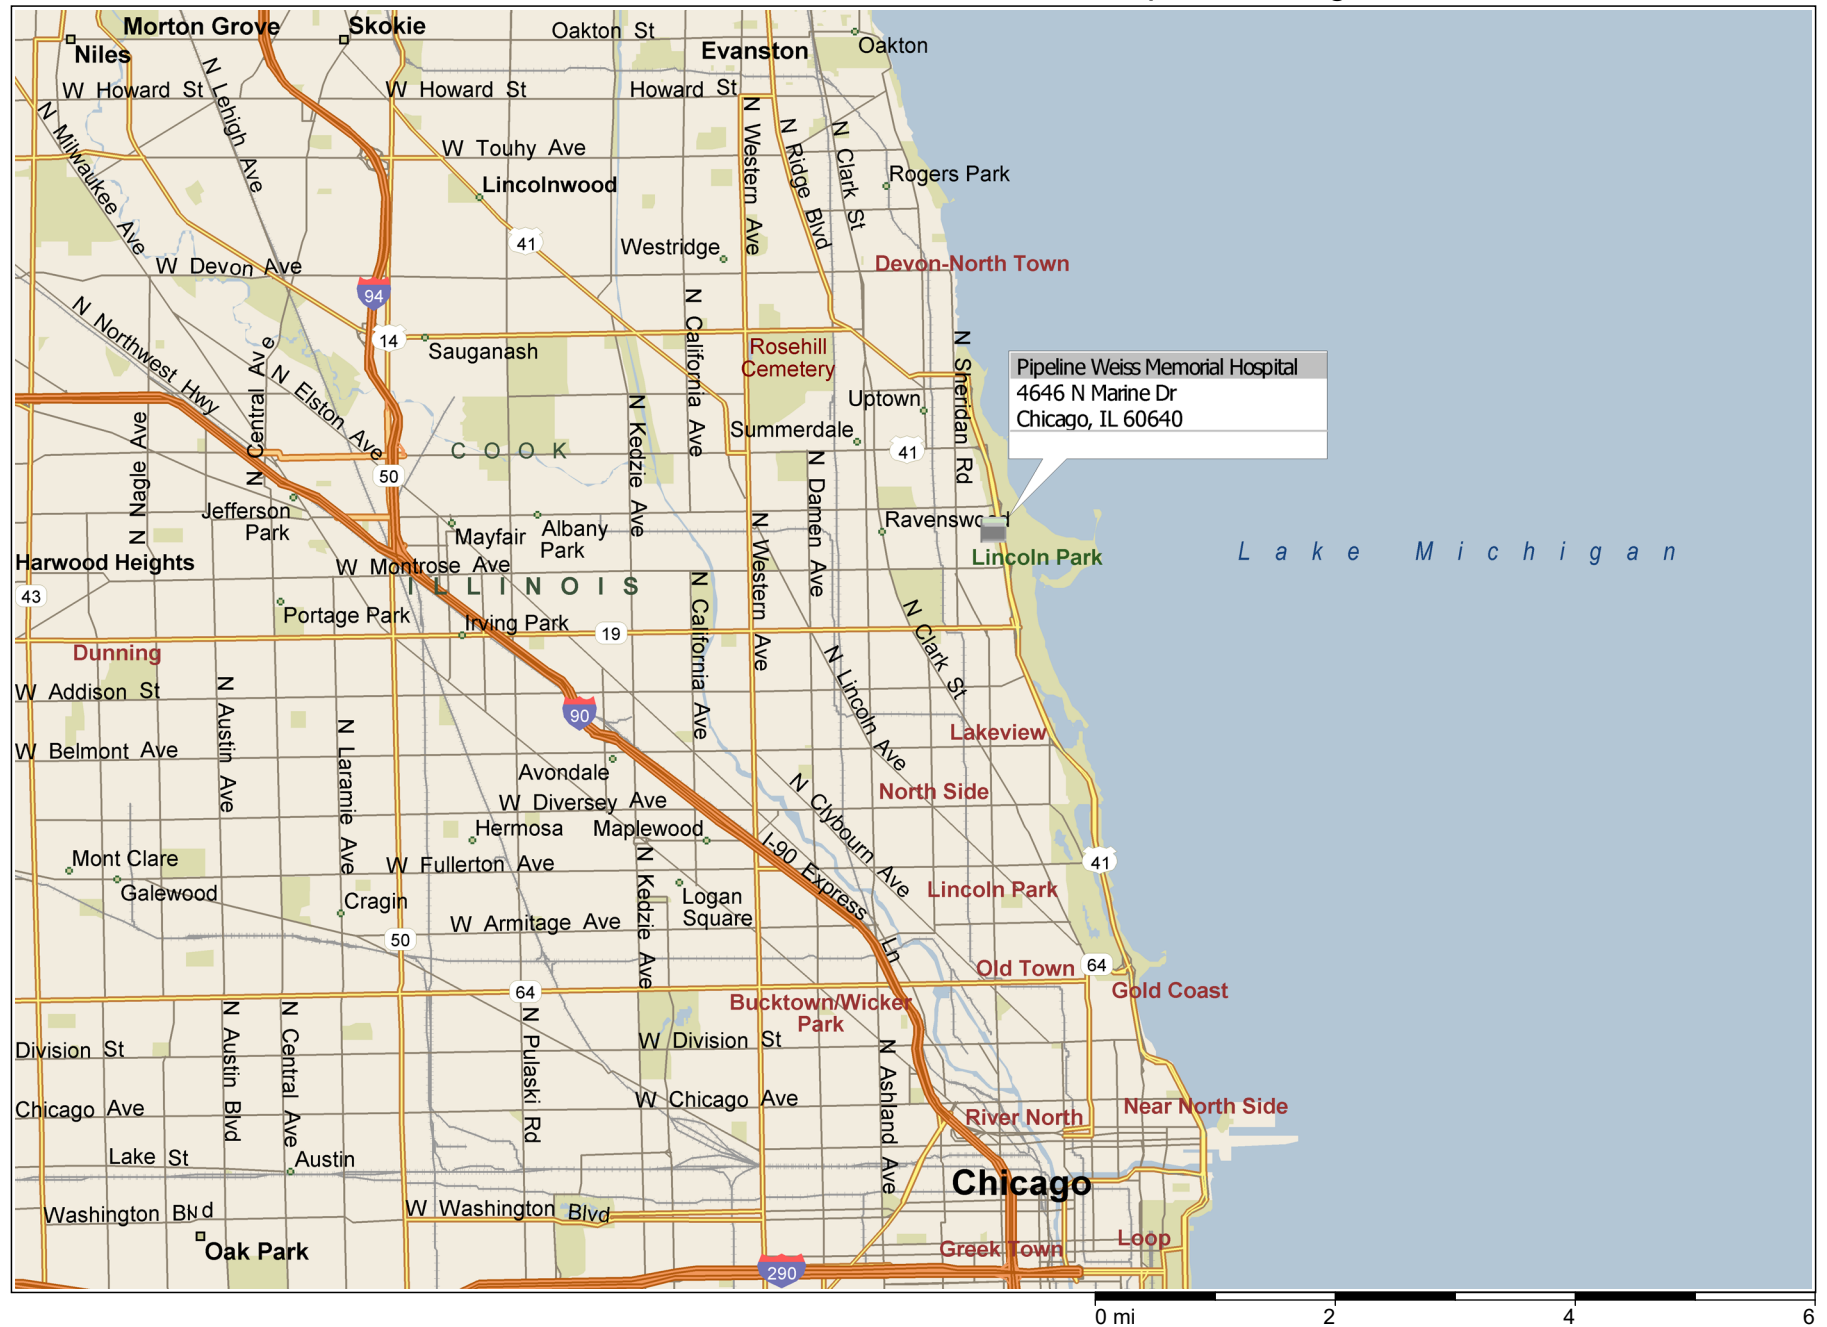 Morton Grove
Skokie
Oakton St
Evanston
Oakton
Niles
W Howard St
W Howard St
Howard St
N Lehigh Ave
N Milwaukee Ave
W Touhy Ave
N Western Ave
N Ridge Blvd
N Clark St
Lincolnwood
Rogers Park
41
Westridge
W Devon Ave
Devon-North Town
94
N Northwest Hwy
14
Sauganash
N California Ave
Rosehill
Cemetery
N Sheridan Rd
Pipeline Weiss Memorial Hospital
4646 N Marine Dr
Chicago, IL 60640
N Central Ave
N Elston Ave
N Nagle Ave
N Kedzie Ave
Uptown
Summerdale
41
COOK
50
N Damen Ave
Jefferson
Park
Mayfair
Albany
Park
N Western Ave
Ravenswood
Lincoln Park
Lake Michigan
Harwood Heights
W Montrose Ave
ILLINOIS
43
Portage Park
Irving Park
19
N California Ave
N Clark St
Dunning
W Addison St
N Austin Ave
N Lincoln Ave
90
N Laramie Ave
Lakeview
W Belmont Ave
Avondale
North Side
W Diversey Ave
N Clybourn Ave
Hermosa
Maplewood
I-90 Express Ln
Mont Clare
W Fullerton Ave
41
Galewood
Cragin
N Kedzie Ave
Logan
Square
Lincoln Park
W Armitage Ave
50
Old Town
64
64
Gold Coast
Bucktown/Wicker
Park
N Austin Blvd
N Central Ave
N Pulaski Rd
Division St
W Division St
N Ashland Ave
Chicago Ave
W Chicago Ave
River North
Near North Side
Lake St
Austin
Chicago
Washington Blvd
W Washington Blvd
Oak Park
Greek Town
Loop
290
0 mi 2 4 6